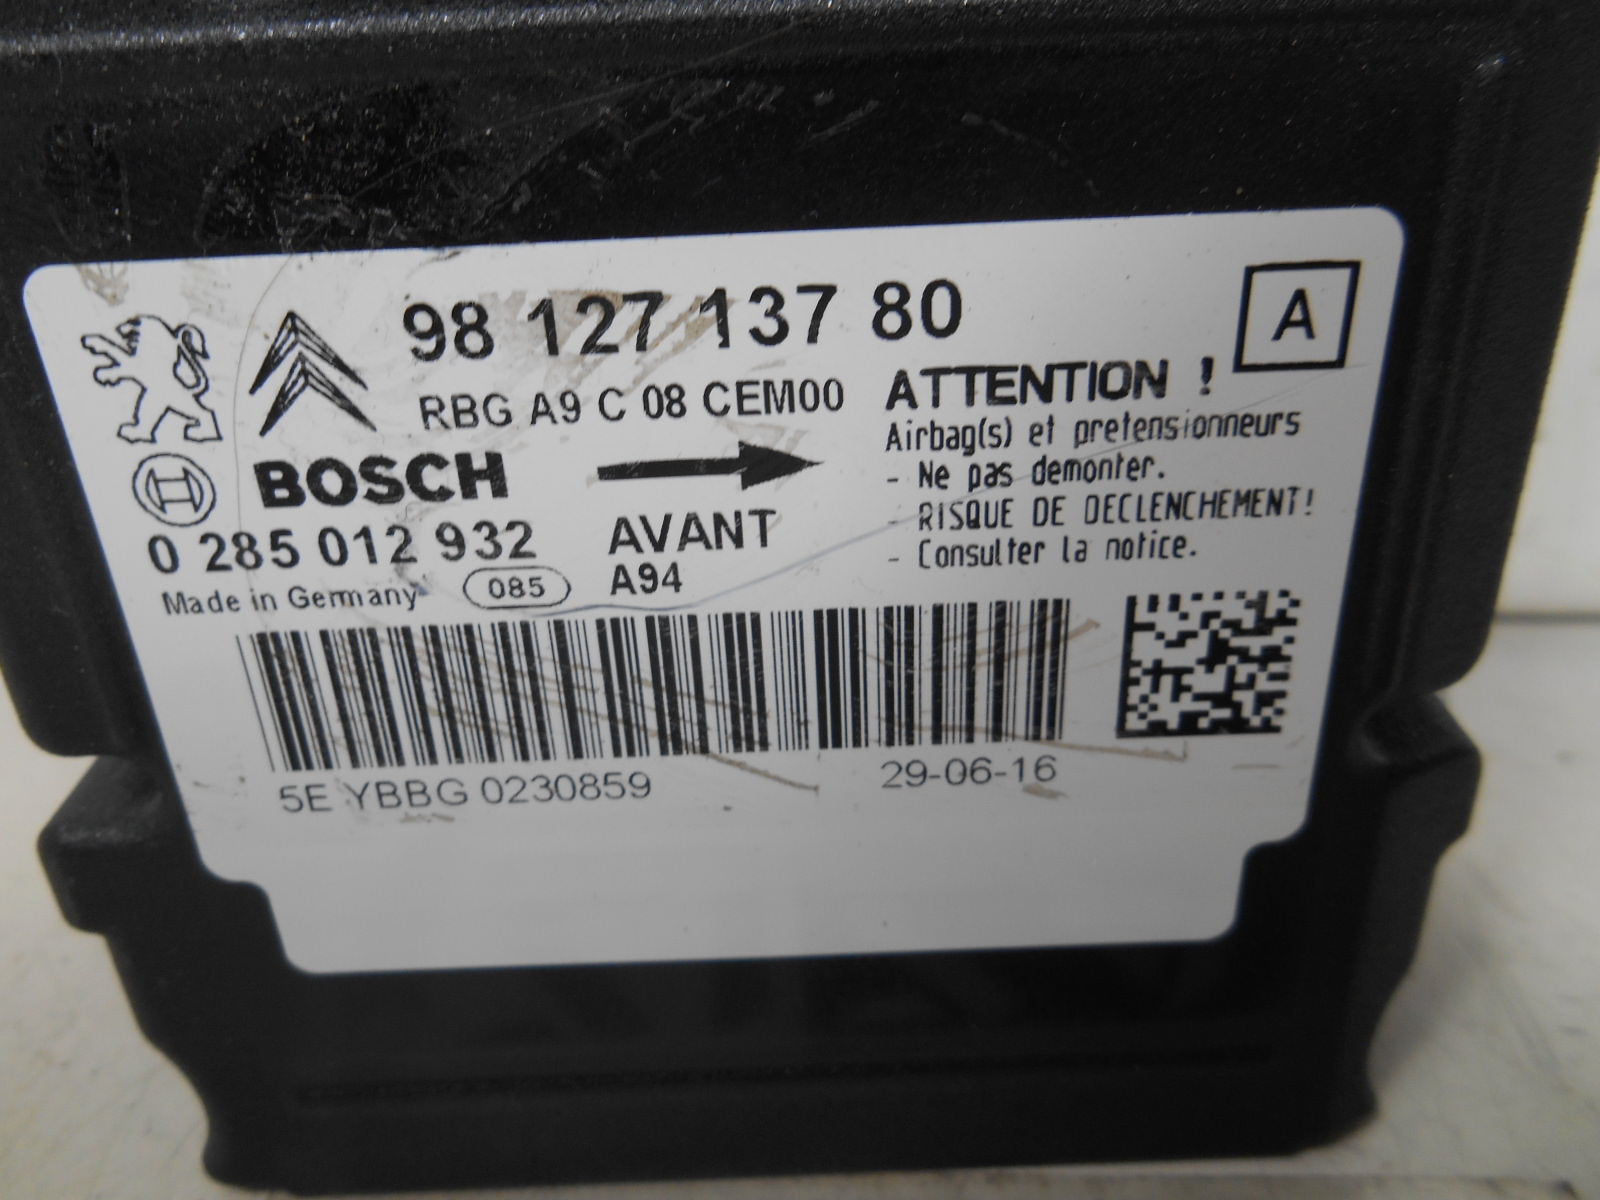 98 127 137 80
A
RBG A9 C 08 CEM00
ATTENTION !
Airbag(s) et pretensionneurs
- Ne pas demonter.
- RISQUE DE DECLENCHEMENT!
- Consulter la notice.
BOSCH
0 285 012 932
AVANT
Made in Germany
085
A94
5E YBBG 0230859
29-06-16